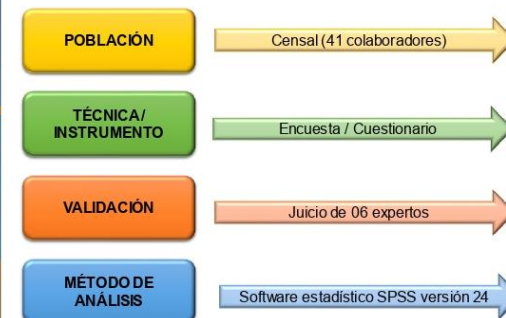 POBLACIÓN
Censal (41 colaboradores)
TÉCNICA/
INSTRUMENTO
Encuesta / Cuestionario
VALIDACIÓN
Juicio de 06 expertos
MÉTODO DE
ANÁLISIS
Software estadístico SPSS versión 24